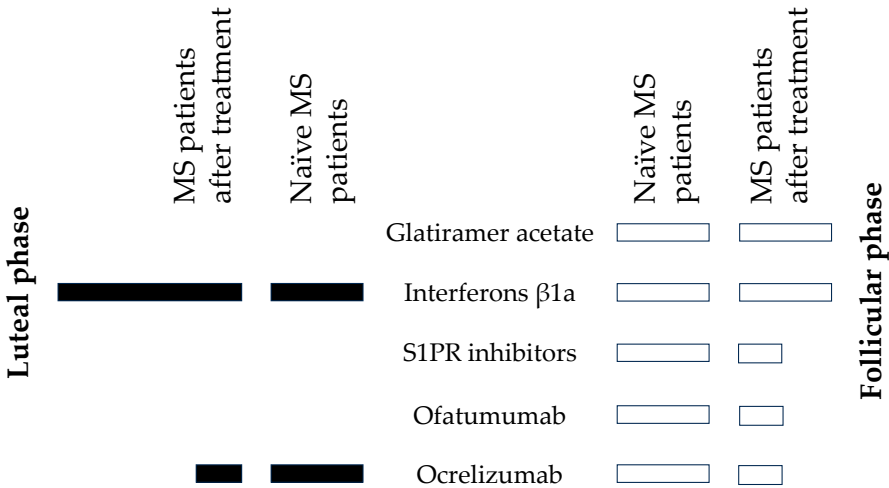 MS patients
after treatment
Naïve MS
patients
Naïve MS
patients
MS patients
after treatment
Luteal phase
Glatiramer acetate
Interferons β1a
S1PR inhibitors
Ofatumumab
Ocrelizumab
Follicular phase